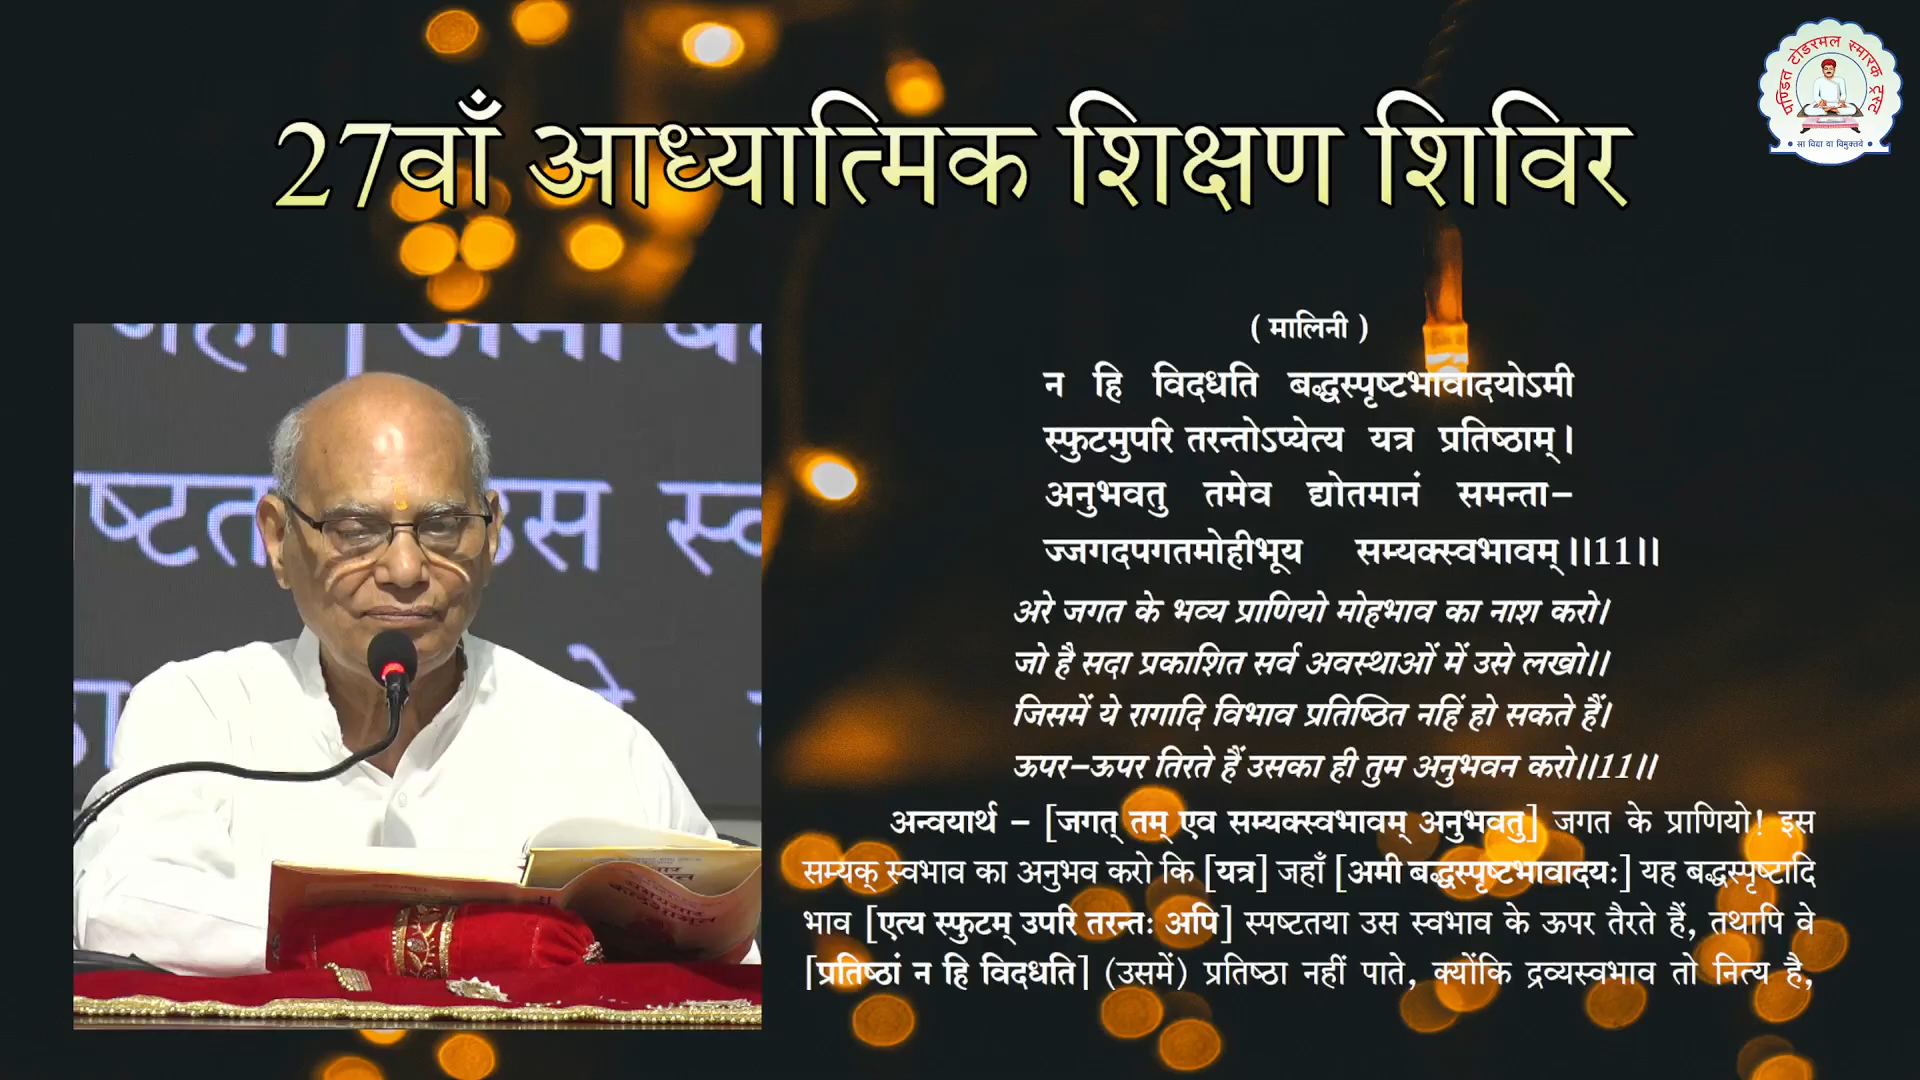 27वाँ आध्यात्मिक शिक्षण शिविर
पण्डित टोडरमल स्मारक ट्रस्ट
सा विद्या या विमुक्तये
( मालिनी )
न हि विदधति बद्धस्पृष्टभावादयोऽमी
स्फुटमुपरि तरन्तोऽप्येत्य यत्र प्रतिष्ठाम्।
अनुभवतु तमेव द्योतमानं समन्ता-
ज्जगदपगतमोहीभूय सम्यक्स्वभावम्।।11।।
अरे जगत के भव्य प्राणियो मोहभाव का नाश करो।
जो है सदा प्रकाशित सर्व अवस्थाओं में उसे लखो।।
जिसमें ये रागादि विभाव प्रतिष्ठित नहिं हो सकते हैं।
ऊपर-ऊपर तिरते हैं उसका ही तुम अनुभवन करो।।11।।
अन्वयार्थ - [जगत् तम् एव सम्यक्स्वभावम् अनुभवतु] जगत के प्राणियो! इस
सम्यक् स्वभाव का अनुभव करो कि [यत्र] जहाँ [अमी बद्धस्पृष्टभावादयः] यह बद्धस्पृष्टादि
भाव [एत्य स्फुटम् उपरि तरन्तः अपि] स्पष्टतया उस स्वभाव के ऊपर तैरते हैं, तथापि वे
[प्रतिष्ठां न हि विदधति] (उसमें) प्रतिष्ठा नहीं पाते, क्योंकि द्रव्यस्वभाव तो नित्य है,